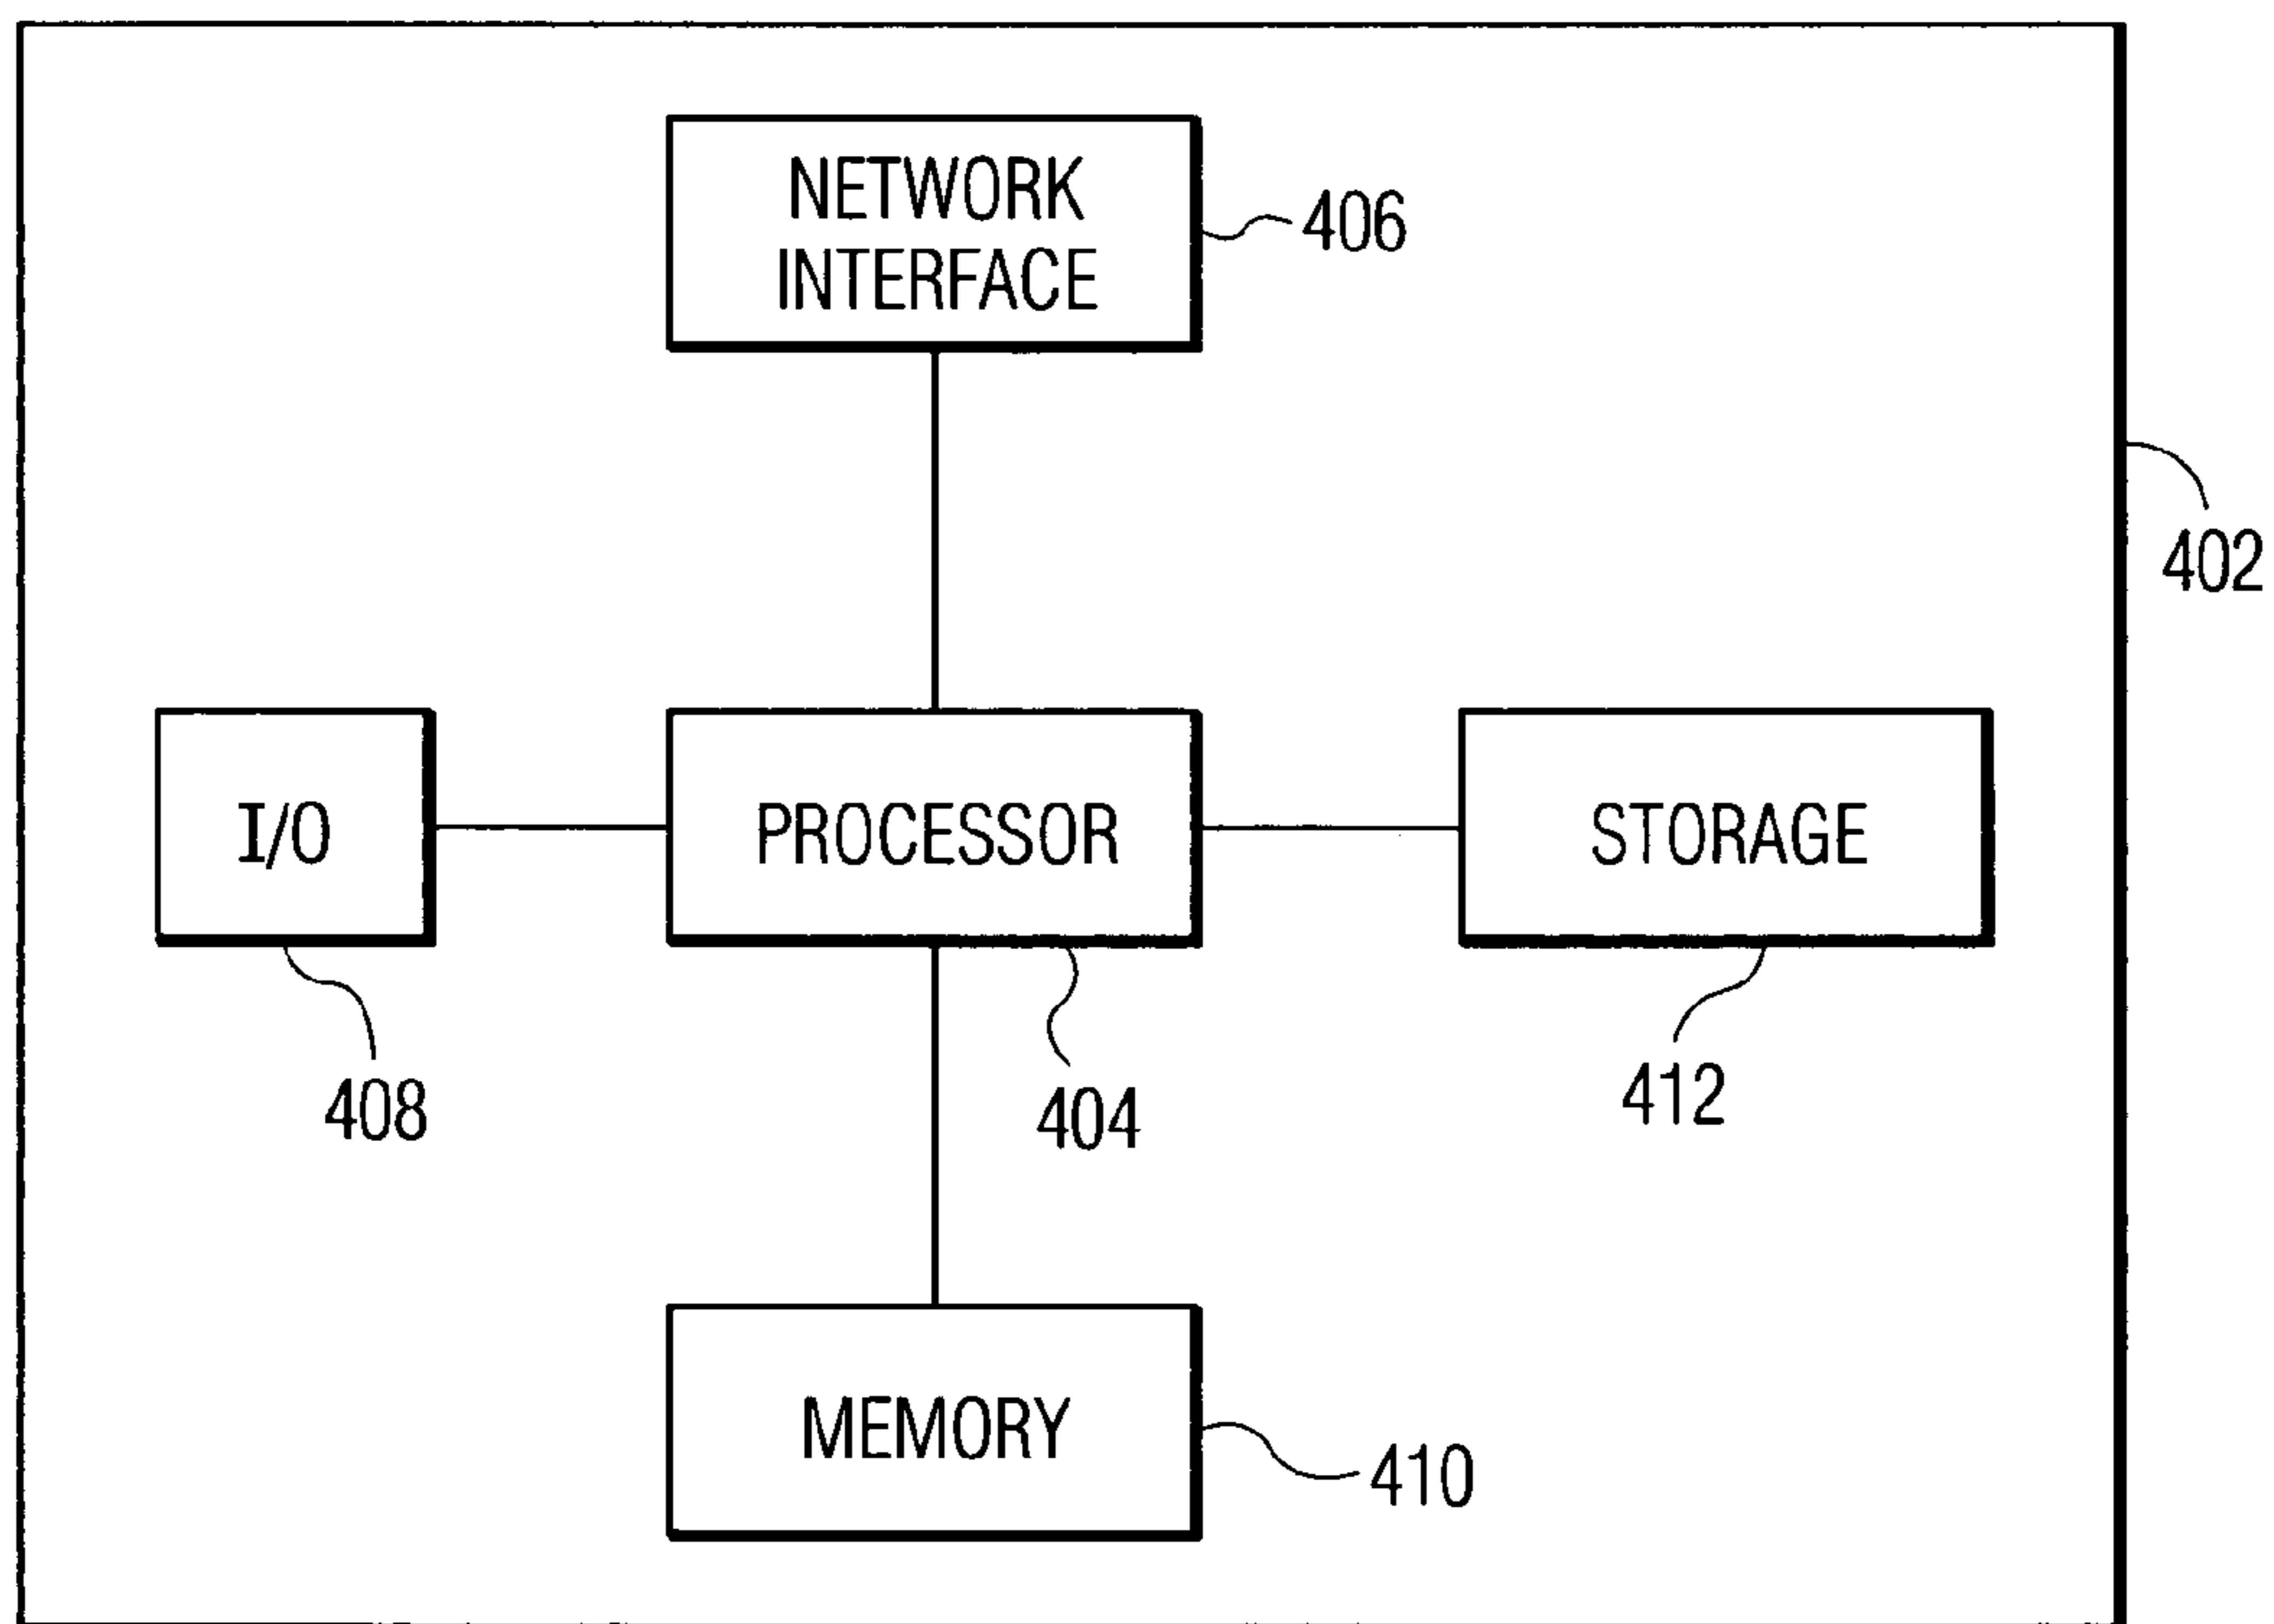 NETWORK
INTERFACE
406
402
I/O
PROCESSOR
STORAGE
408
404
412
MEMORY
410